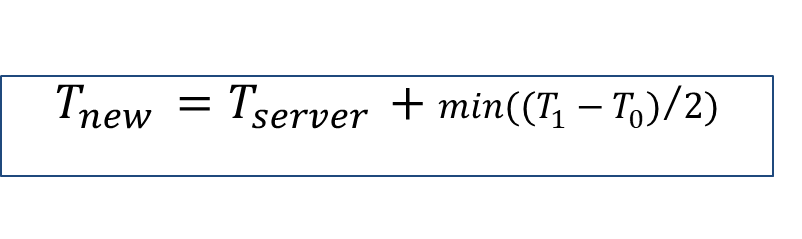 T_new = T_server + min((T_1 − T_0)/2)